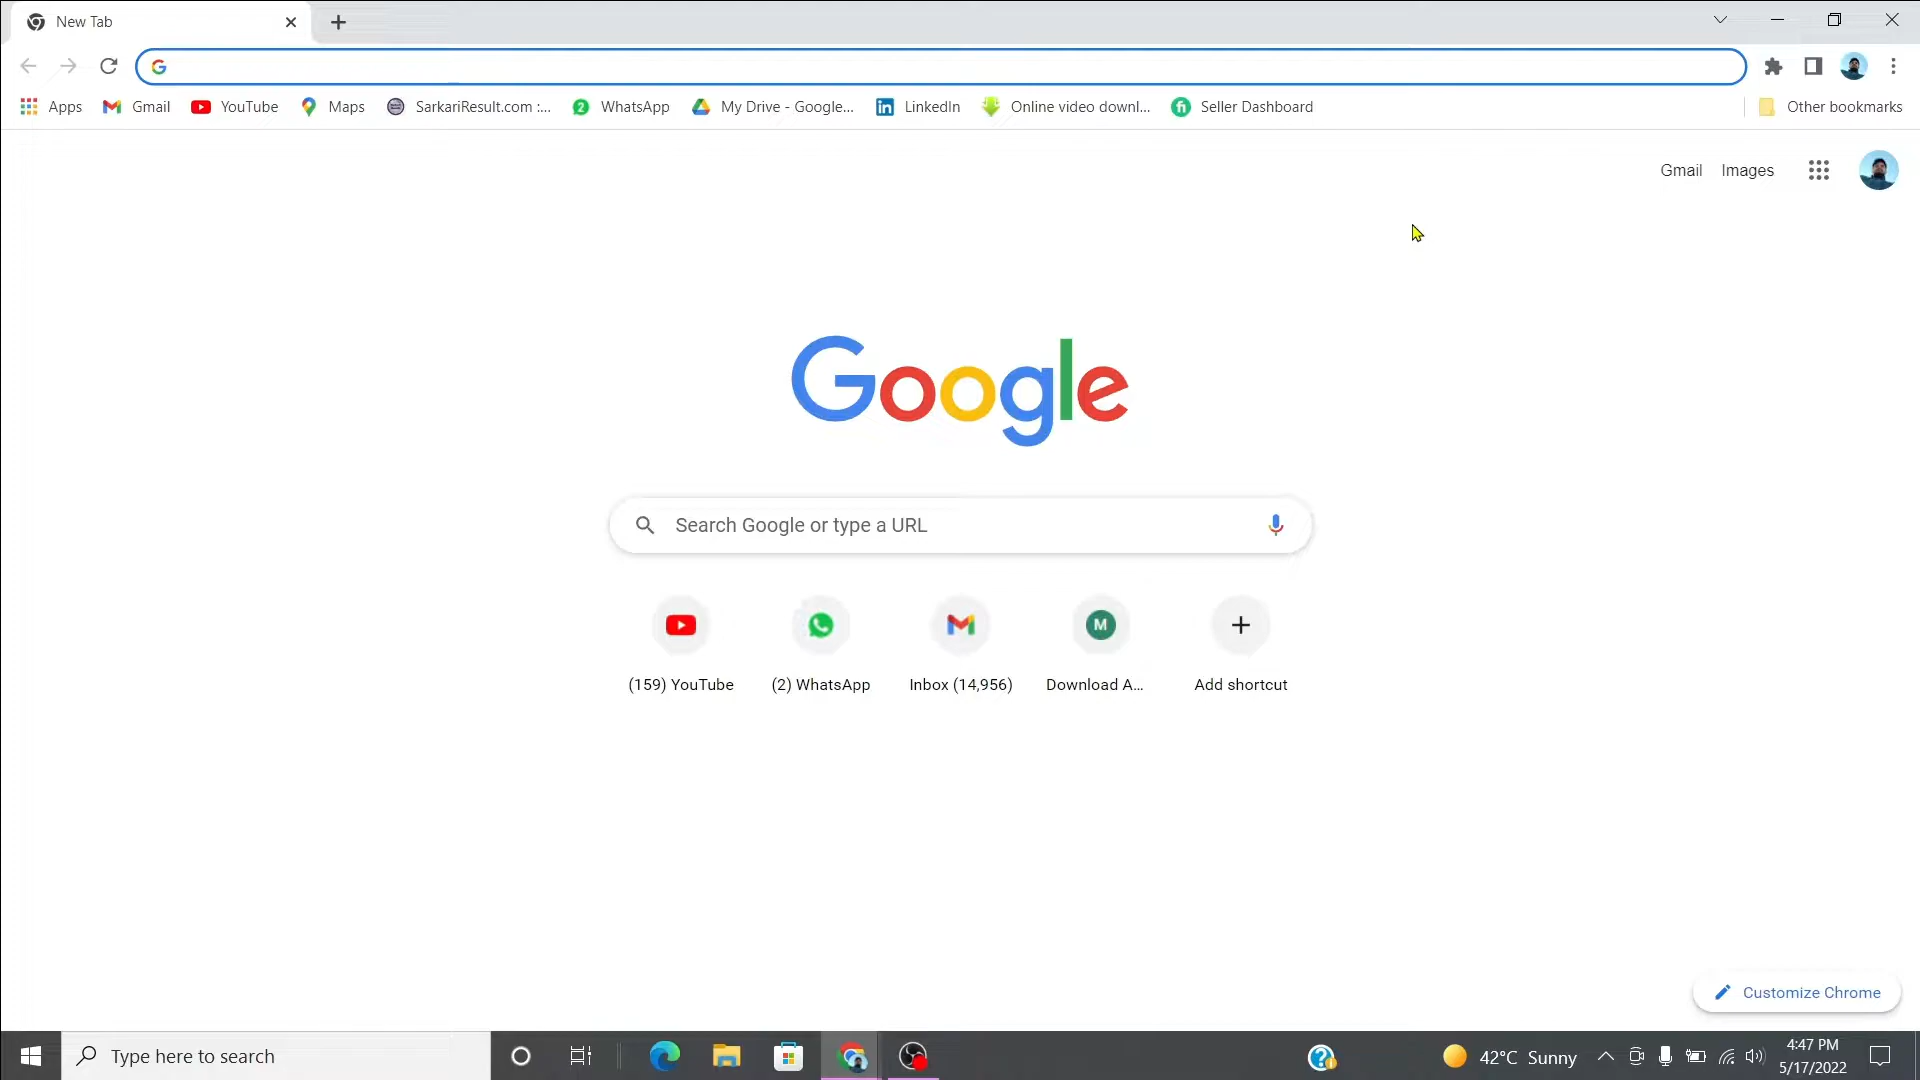 New Tab
Apps Gmail YouTube Maps SarkariResult.com :... WhatsApp My Drive - Google... LinkedIn Online video downl... Seller Dashboard Other bookmarks
Gmail Images
Google
Search Google or type a URL
M
(159) YouTube (2) WhatsApp Inbox (14,956) Download A... Add shortcut
Customize Chrome
Type here to search
42°C Sunny
4:47 PM
5/17/2022